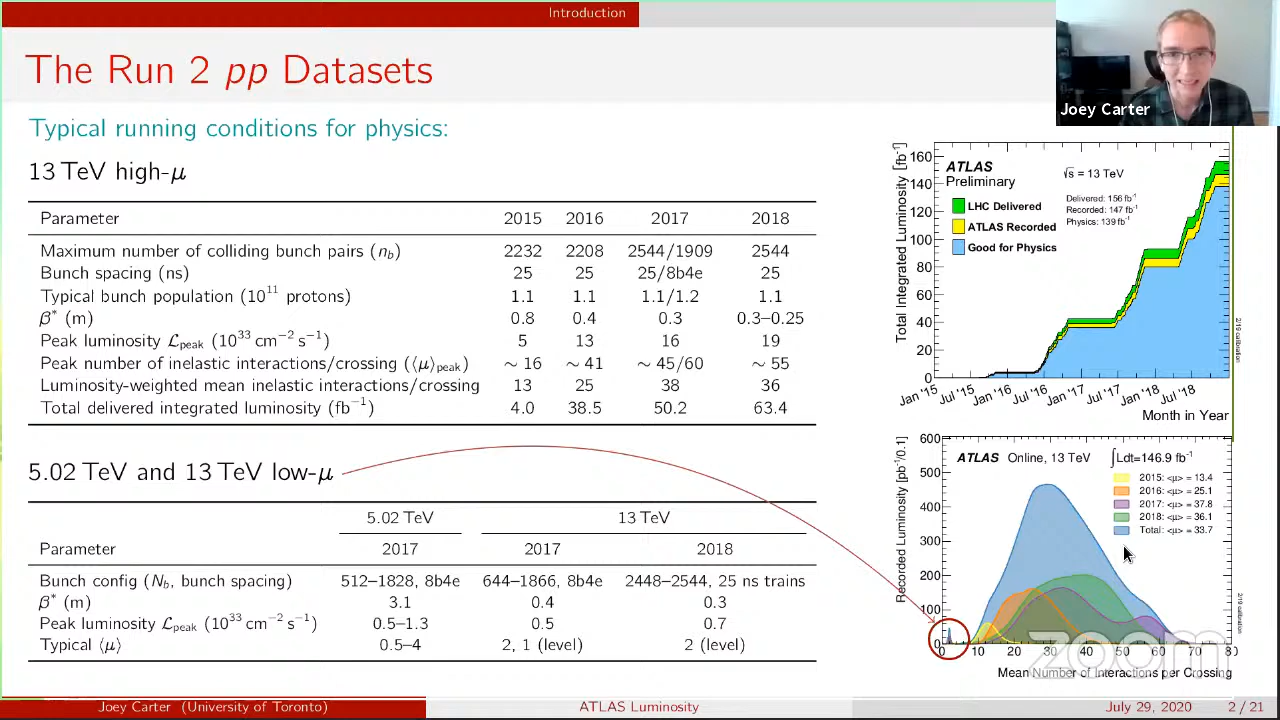 Introduction
The Run 2 pp Datasets
Joey Carter
Typical running conditions for physics:
13 TeV high-μ
Parameter 2015 2016 2017 2018
Maximum number of colliding bunch pairs (n_b) 2232 2208 2544/1909 2544
Bunch spacing (ns) 25 25 25/8b4e 25
Typical bunch population (10^11 protons) 1.1 1.1 1.1/1.2 1.1
β* (m) 0.8 0.4 0.3 0.3–0.25
Peak luminosity ℒ_peak (10^33 cm^−2 s^−1) 5 13 16 19
Peak number of inelastic interactions/crossing (⟨μ⟩_peak) ∼ 16 ∼ 41 ∼ 45/60 ∼ 55
Luminosity-weighted mean inelastic interactions/crossing 13 25 38 36
Total delivered integrated luminosity (fb^−1) 4.0 38.5 50.2 63.4
5.02 TeV and 13 TeV low-μ
5.02 TeV 13 TeV
Parameter 2017 2017 2018
Bunch config (N_b, bunch spacing) 512–1828, 8b4e 644–1866, 8b4e 2448–2544, 25 ns trains
β* (m) 3.1 0.4 0.3
Peak luminosity ℒ_peak (10^33 cm^−2 s^−1) 0.5–1.3 0.5 0.7
Typical ⟨μ⟩ 0.5–4 2, 1 (level) 2 (level)
Total Integrated Luminosity [fb^-1]
160
140
120
100
80
60
40
20
0
ATLAS
Preliminary
√s = 13 TeV
Delivered: 156 fb^-1
Recorded: 147 fb^-1
Physics: 139 fb^-1
LHC Delivered
ATLAS Recorded
Good for Physics
2/19 calibration
Jan '15 Jul '15 Jan '16 Jul '16 Jan '17 Jul '17 Jan '18 Jul '18
Month in Year
Recorded Luminosity [pb^-1/0.1]
600
500
400
300
200
100
0
ATLAS Online, 13 TeV ∫Ldt=146.9 fb^-1
2015: <μ> = 13.4
2016: <μ> = 25.1
2017: <μ> = 37.8
2018: <μ> = 36.1
Total: <μ> = 33.7
2/19 calibration
0 10 20 30 40 50 60 70 80
Mean Number of Interactions per Crossing
zoom
Joey Carter (University of Toronto) ATLAS Luminosity July 29, 2020 2 / 21